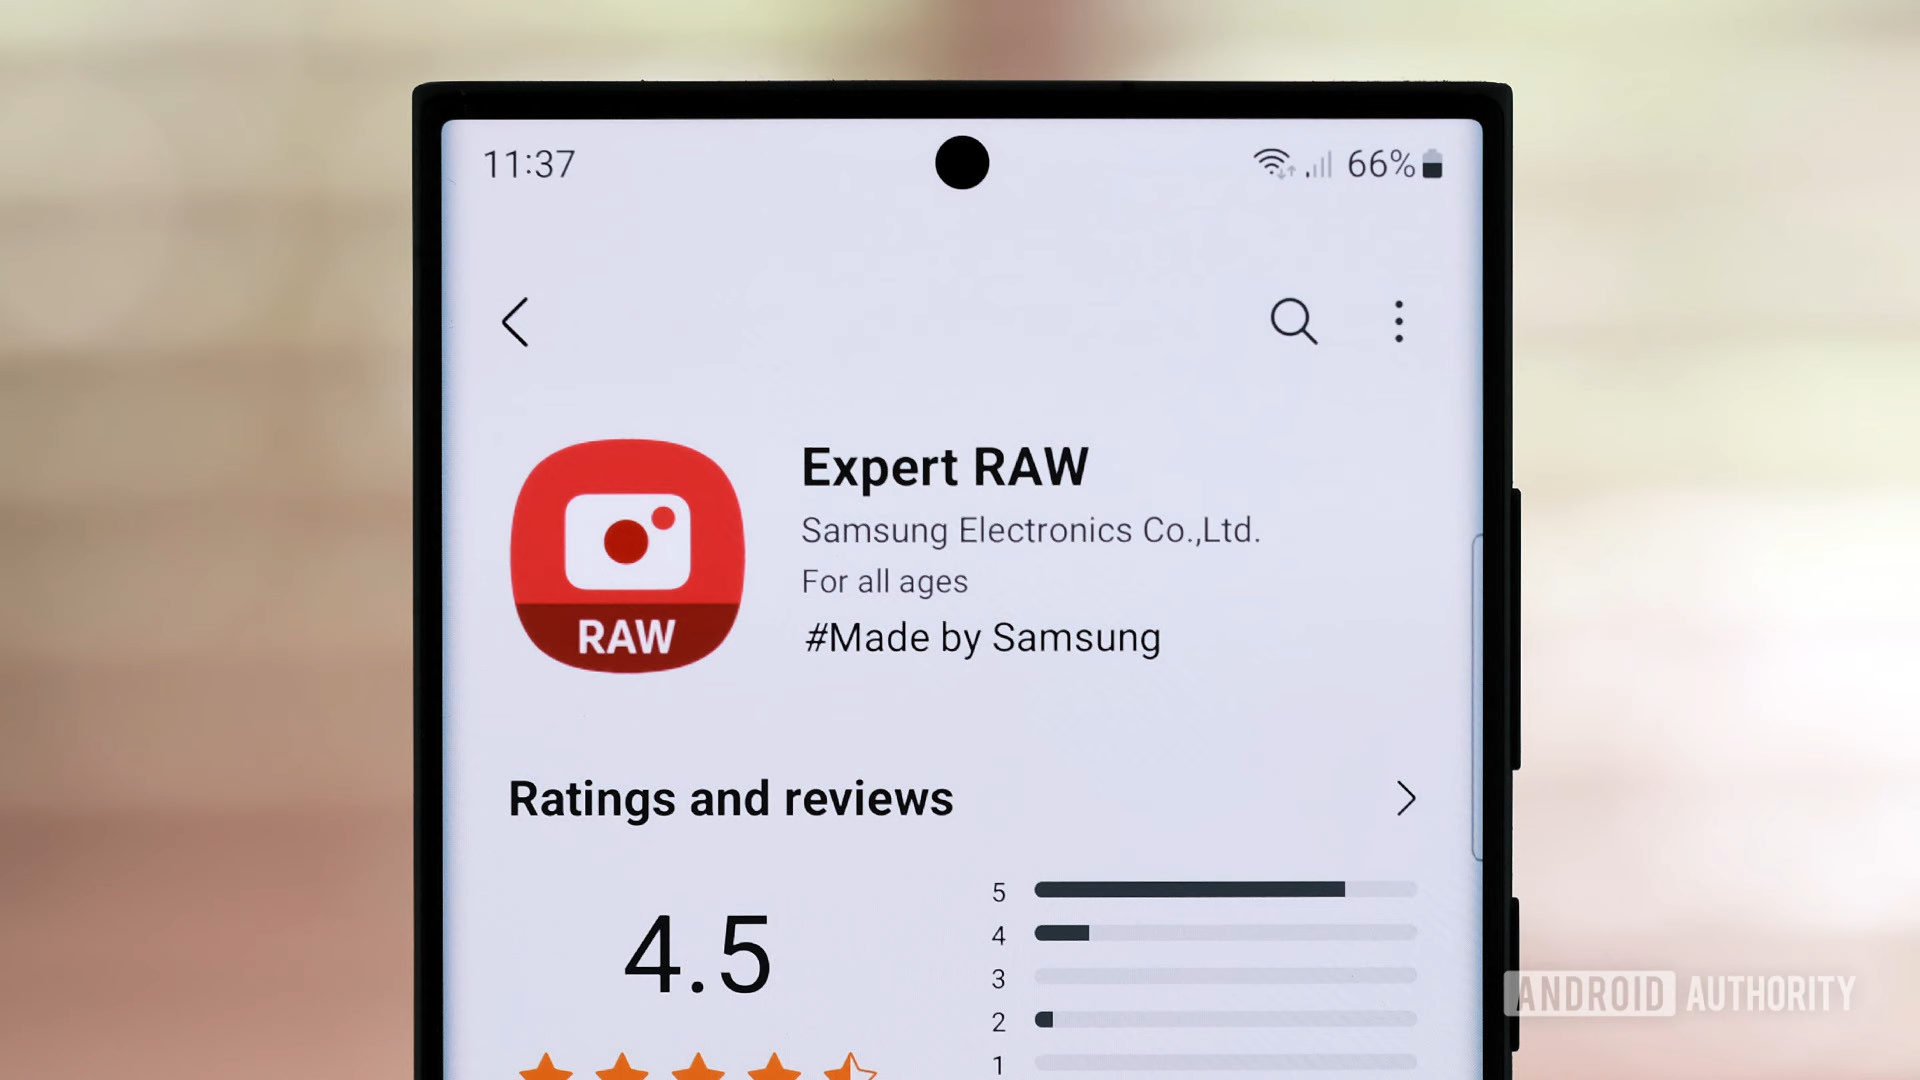 11:37
66%
Expert RAW
Samsung Electronics Co.,Ltd.
For all ages
#Made by Samsung
RAW
Ratings and reviews
4.5
5
4
3
2
1
ANDROID AUTHORITY